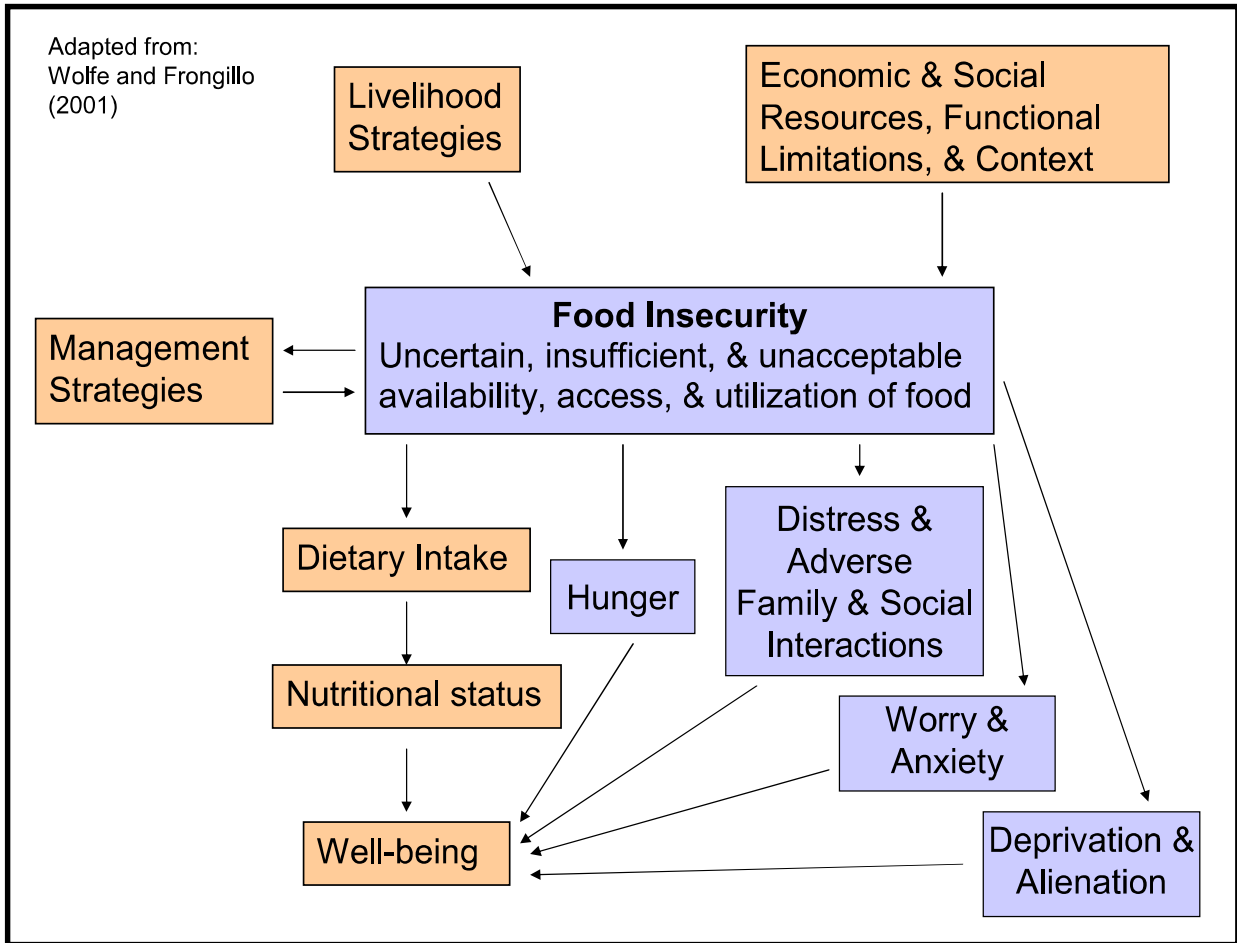 Adapted from:
Wolfe and Frongillo
(2001)
Livelihood
Strategies
Economic & Social
Resources, Functional
Limitations, & Context
Food Insecurity
Uncertain, insufficient, & unacceptable
availability, access, & utilization of food
Management
Strategies
Dietary Intake
Hunger
Distress &
Adverse
Family & Social
Interactions
Nutritional status
Worry &
Anxiety
Well-being
Deprivation &
Alienation